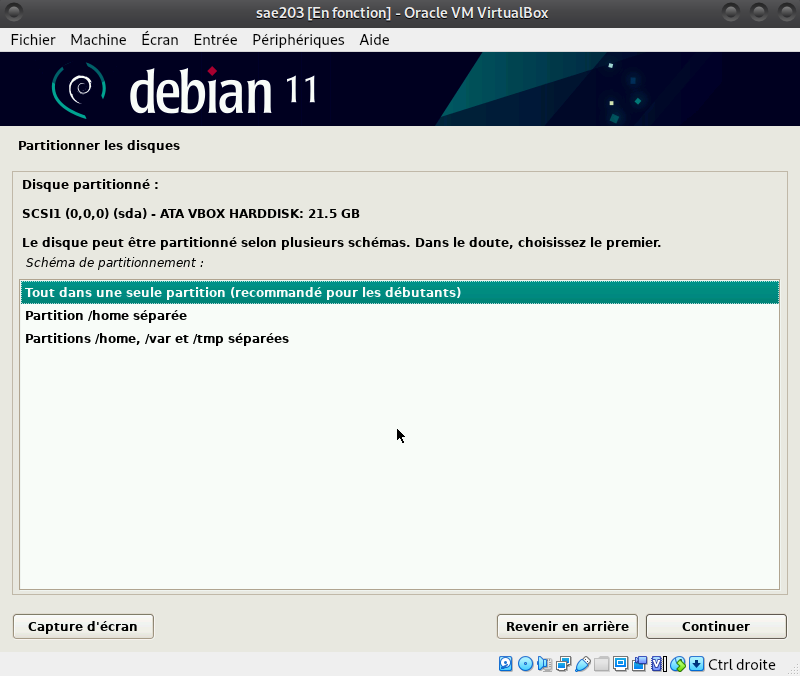 sae203 [En fonction] - Oracle VM VirtualBox
Fichier Machine Écran Entrée Périphériques Aide
debian 11
Partitionner les disques
Disque partitionné :
SCSI1 (0,0,0) (sda) - ATA VBOX HARDDISK: 21.5 GB
Le disque peut être partitionné selon plusieurs schémas. Dans le doute, choisissez le premier.
Schéma de partitionnement :
Tout dans une seule partition (recommandé pour les débutants)
Partition /home séparée
Partitions /home, /var et /tmp séparées
Capture d'écran Revenir en arrière Continuer
Ctrl droite